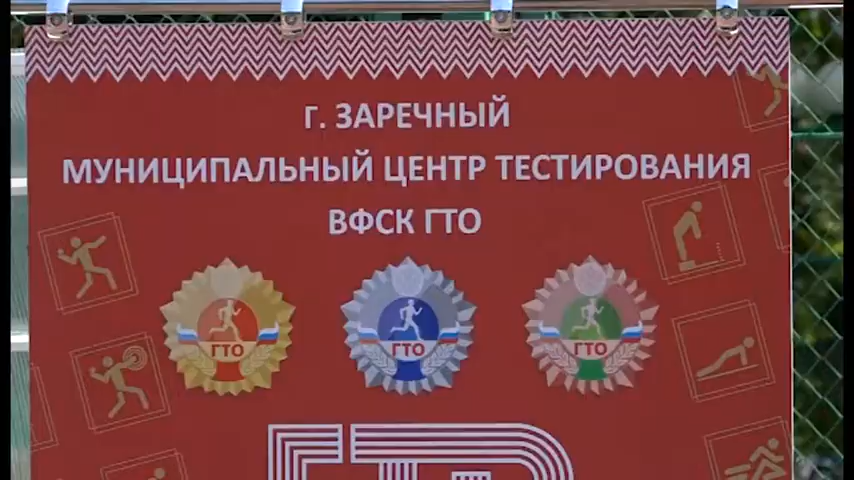 Г. ЗАРЕЧНЫЙ
МУНИЦИПАЛЬНЫЙ ЦЕНТР ТЕСТИРОВАНИЯ
ВФСК ГТО
ГТО ГТО ГТО